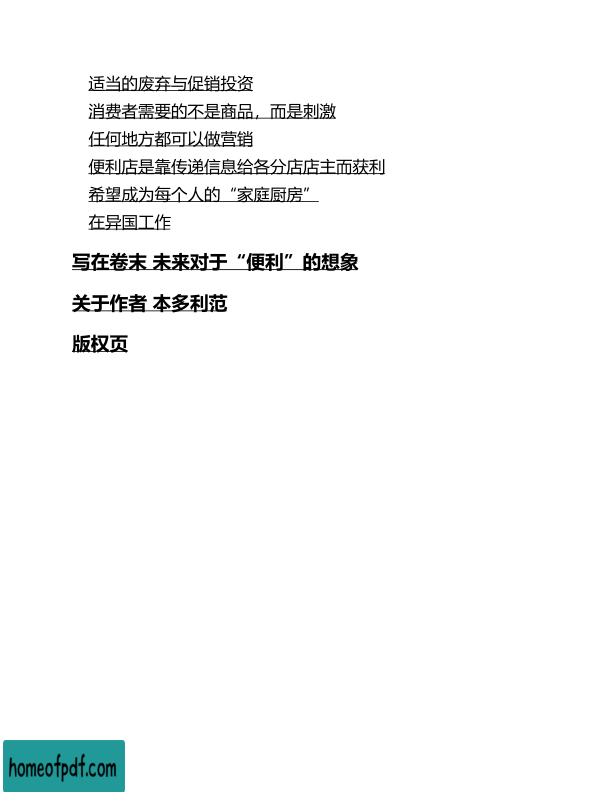 适当的废弃与促销投资
消费者需要的不是商品，而是刺激
任何地方都可以做营销
便利店是靠传递信息给各分店店主而获利
希望成为每个人的“家庭厨房”
在异国工作
写在卷末 未来对于“便利”的想象
关于作者 本多利范
版权页
homeofpdf.com